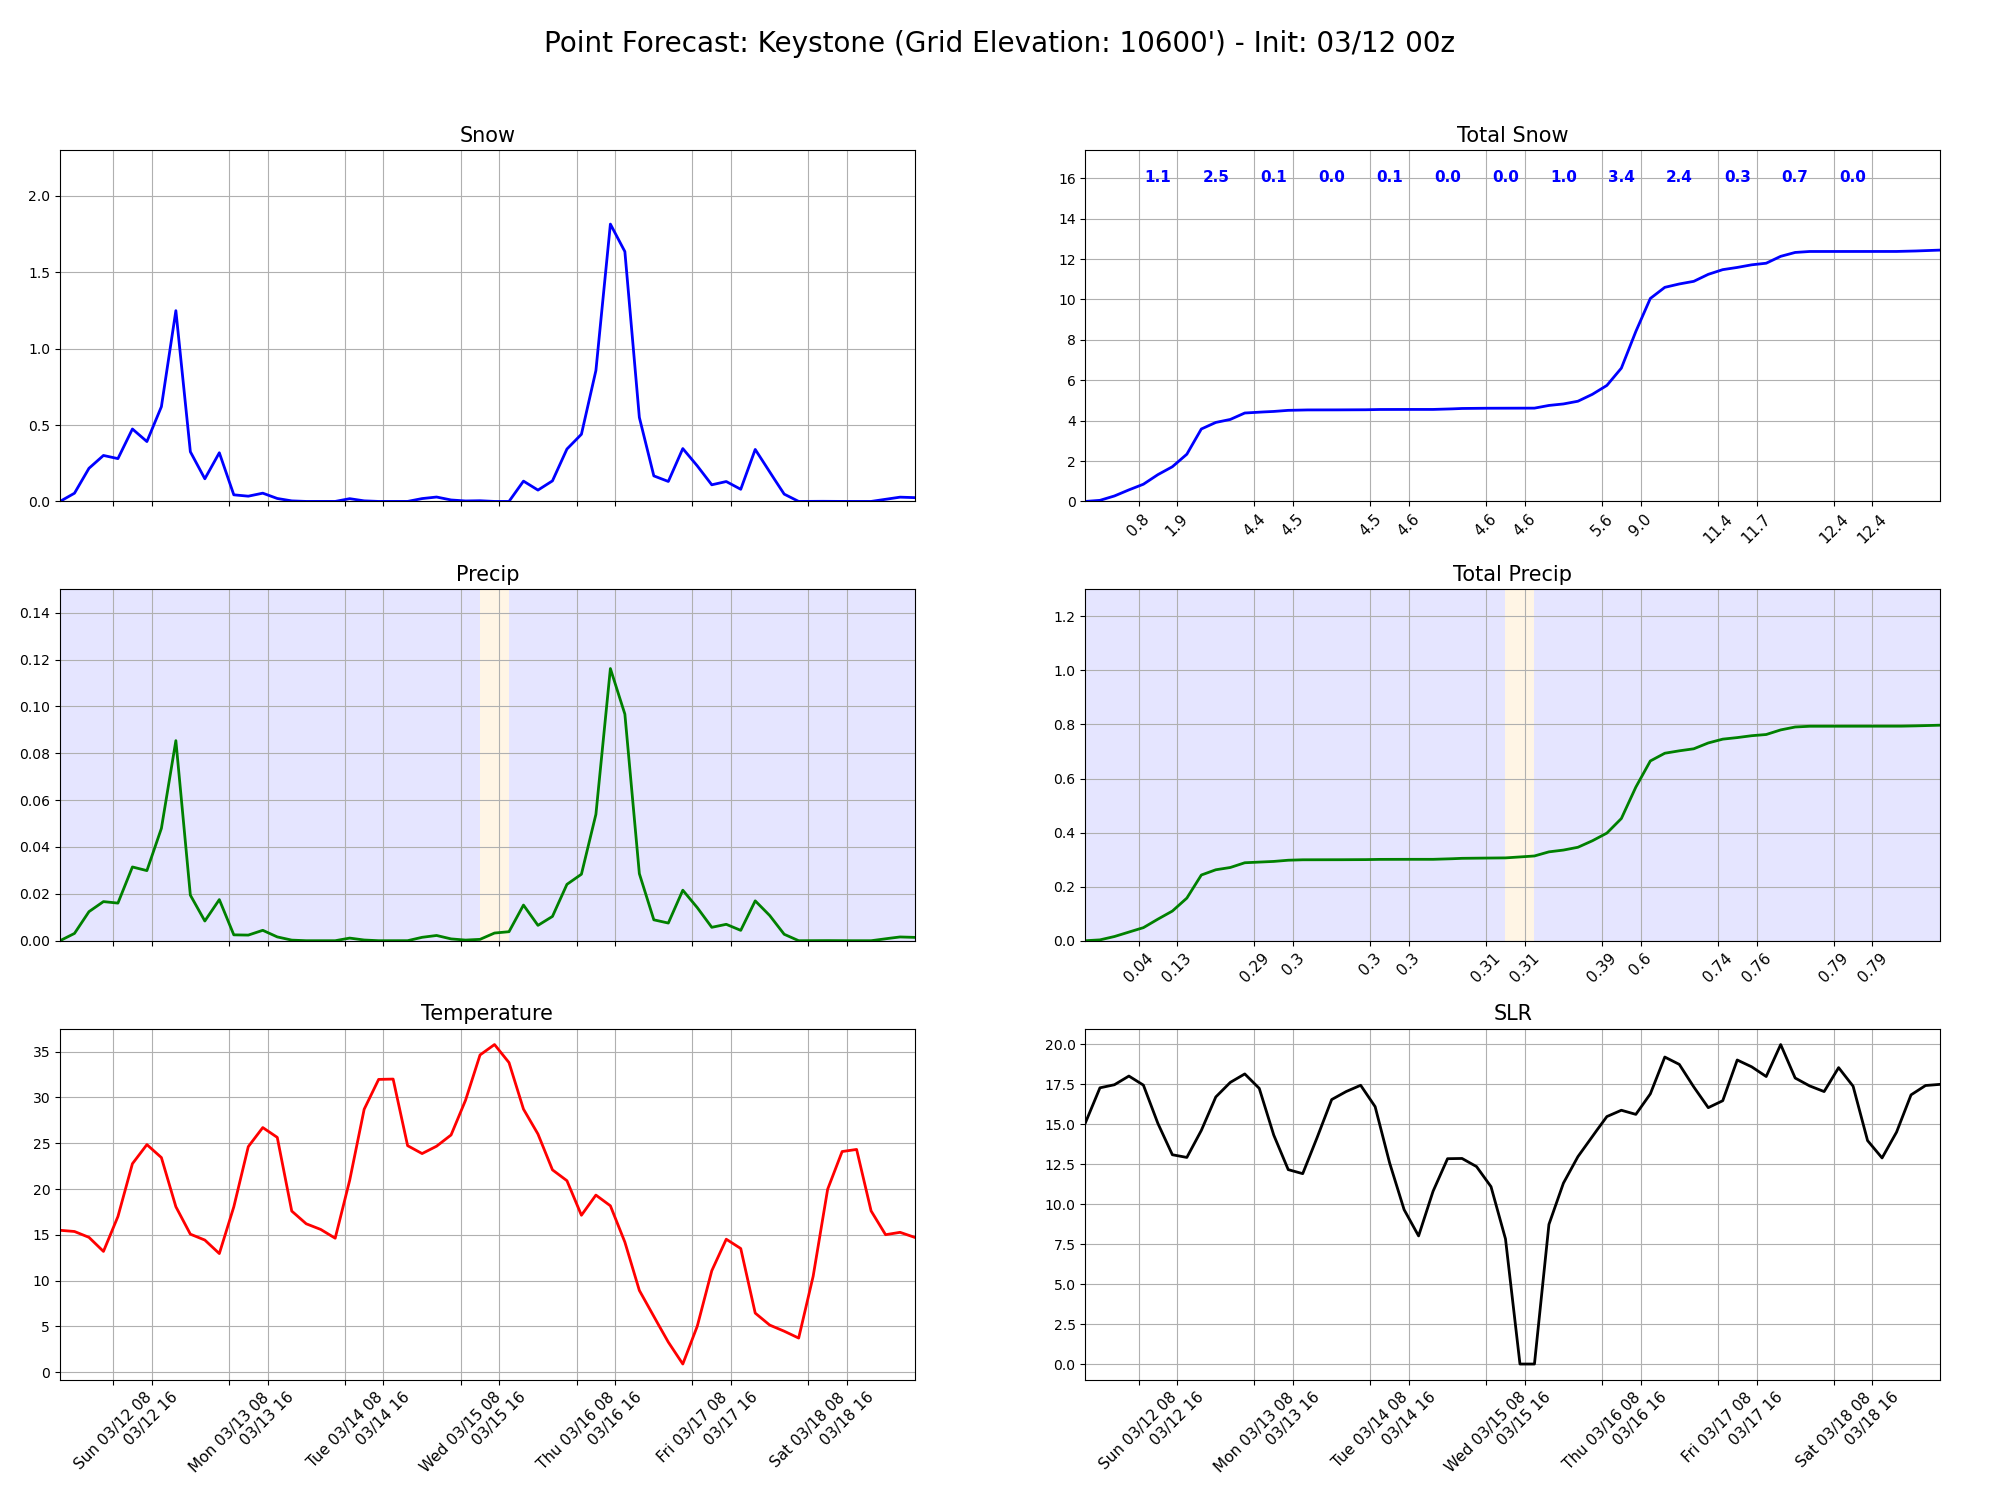 Point Forecast: Keystone (Grid Elevation: 10600') - Init: 03/12 00z
Snow
2.0
1.5
1.0
0.5
0.0
Total Snow
1.1 2.5 0.1 0.0 0.1 0.0 0.0 1.0 3.4 2.4 0.3 0.7 0.0
16
14
12
10
8
6
4
2
0
0.8 1.9 4.4 4.5 4.5 4.6 4.6 4.6 5.6 9.0 11.4 11.7 12.4 12.4
Precip
0.14
0.12
0.10
0.08
0.06
0.04
0.02
0.00
Total Precip
1.2
1.0
0.8
0.6
0.4
0.2
0.0
0.04 0.13 0.29 0.3 0.3 0.3 0.31 0.31 0.39 0.6 0.74 0.76 0.79 0.79
Temperature
35
30
25
20
15
10
5
0
Sun 03/12 08
03/12 16
Mon 03/13 08
03/13 16
Tue 03/14 08
03/14 16
Wed 03/15 08
03/15 16
Thu 03/16 08
03/16 16
Fri 03/17 08
03/17 16
Sat 03/18 08
03/18 16
SLR
20.0
17.5
15.0
12.5
10.0
7.5
5.0
2.5
0.0
Sun 03/12 08
03/12 16
Mon 03/13 08
03/13 16
Tue 03/14 08
03/14 16
Wed 03/15 08
03/15 16
Thu 03/16 08
03/16 16
Fri 03/17 08
03/17 16
Sat 03/18 08
03/18 16